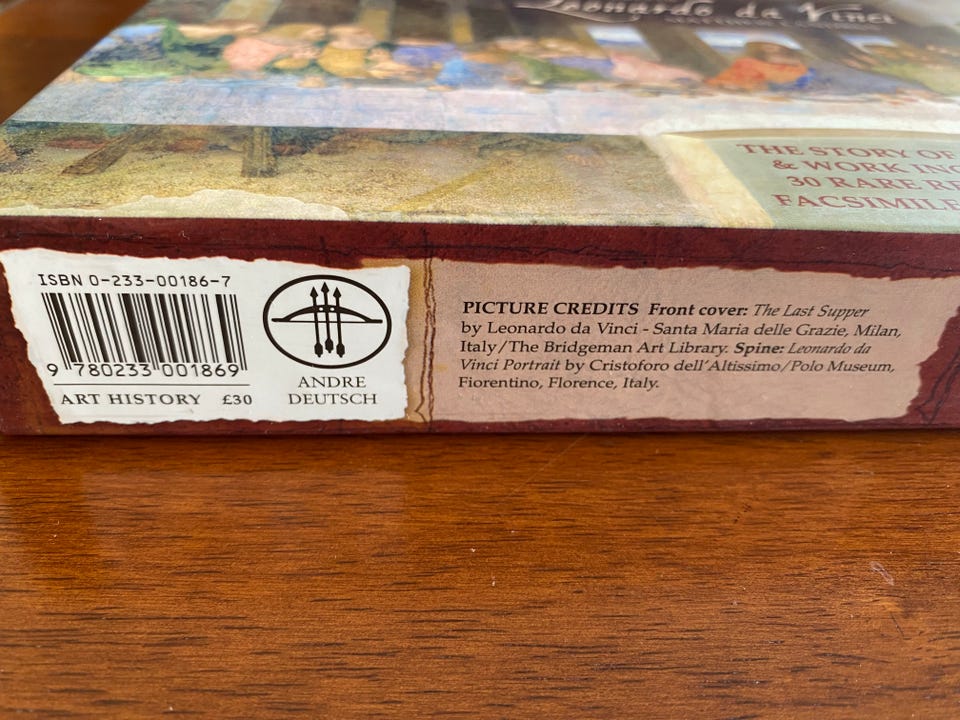 Leonardo da Vinci
THE STORY OF
& WORK
30 RARE
FACSIMILE
ISBN 0-233-00186-7
9 780233 001869
ART HISTORY £30
ANDRE
DEUTSCH
PICTURE CREDITS Front cover: The Last Supper
by Leonardo da Vinci - Santa Maria delle Grazie, Milan,
Italy/The Bridgeman Art Library. Spine: Leonardo da
Vinci Portrait by Cristoforo dell'Altissimo/Polo Museum,
Fiorentino, Florence, Italy.